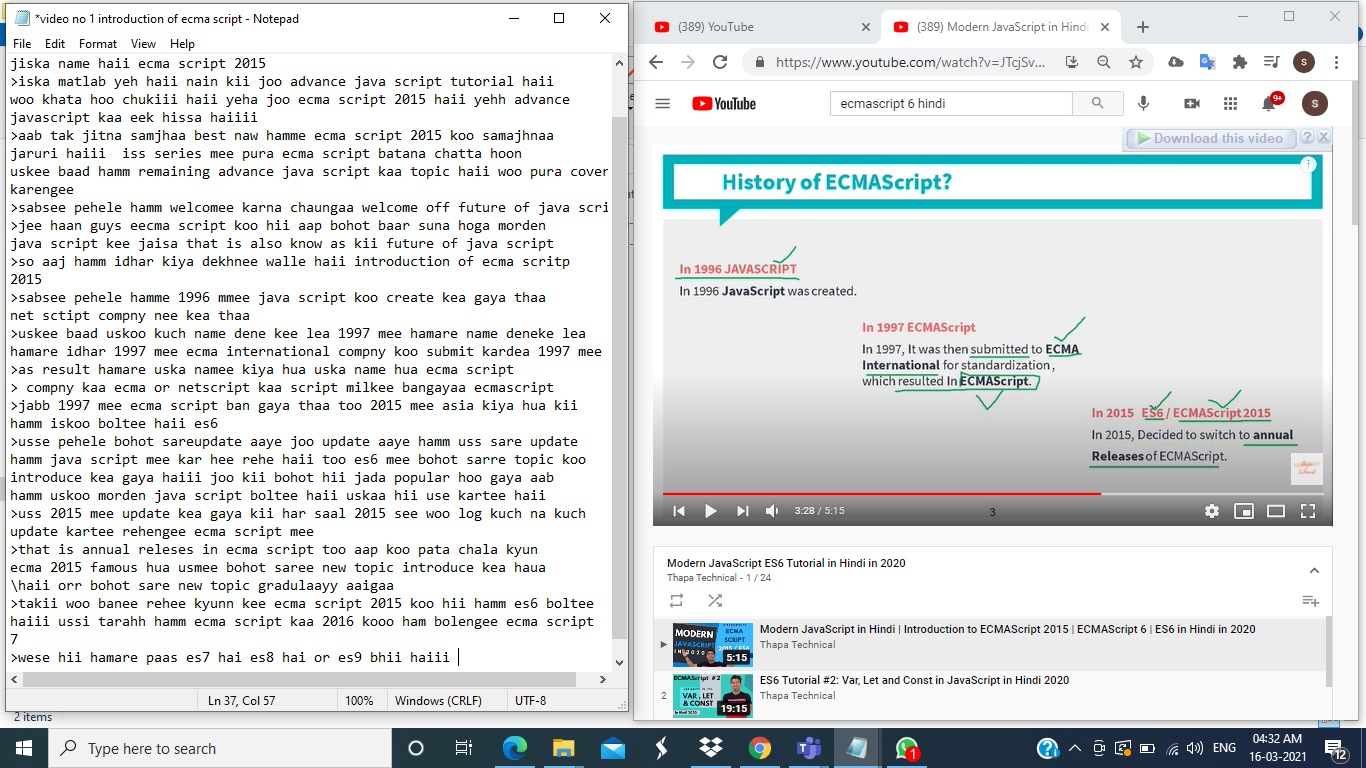 *video no 1 introduction of ecma script - Notepad
File Edit Format View Help
jiska name haii ecma script 2015
>iska matlab yeh haii nain kii joo advance java script tutorial haii
woo khata hoo chukiii haii yeha joo ecma script 2015 haii yehh advance
javascript kaa eek hissa haiiii
>aab tak jitna samjhaa best naw hamme ecma script 2015 koo samajhnaa
jaruri haiii  iss series mee pura ecma script batana chatta hoon
uskee baad hamm remaining advance java script kaa topic haii woo pura cover
karengee
>sabsee pehele hamm welcomee karna chaungaa welcome off future of java scri
>jee haan guys eecma script koo hii aap bohot baar suna hoga morden
java script kee jaisa that is also know as kii future of java script
>so aaj hamm idhar kiya dekhnee walle haii introduction of ecma scritp
2015
>sabsee pehele hamme 1996 mmee java script koo create kea gaya thaa
net sctipt compny nee kea thaa
>uskee baad uskoo kuch name dene kee lea 1997 mee hamare name deneke lea
hamare idhar 1997 mee ecma international compny koo submit kardea 1997 mee
>as result hamare uska namee kiya hua uska name hua ecma script
> compny kaa ecma or netscript kaa script milkee bangayaa ecmascript
>jabb 1997 mee ecma script ban gaya thaa too 2015 mee asia kiya hua kii
hamm iskoo boltee haii es6
>usse pehele bohot sareupdate aaye joo update aaye hamm uss sare update
hamm java script mee kar hee rehe haii too es6 mee bohot sarre topic koo
introduce kea gaya haiii joo kii bohot hii jada popular hoo gaya aab
hamm uskoo morden java script boltee haii uskaa hii use kartee haii
>uss 2015 mee update kea gaya kii har saal 2015 see woo log kuch na kuch
update kartee rehengee ecma script mee
>that is annual releses in ecma script too aap koo pata chala kyun
ecma 2015 famous hua usmee bohot saree new topic introduce kea haua
\haii orr bohot sare new topic gradulaayy aaigaa
>takii woo banee rehee kyunn kee ecma script 2015 koo hii hamm es6 boltee
haiii ussi tarahh hamm ecma script kaa 2016 kooo ham bolengee ecma script
7
>wese hii hamare paas es7 hai es8 hai or es9 bhii haiii
Ln 37, Col 57 100% Windows (CRLF) UTF-8
2 items
(389) YouTube
(389) Modern JavaScript in Hindi
https://www.youtube.com/watch?v=JTcjSv...
S
YouTube
ecmascript 6 hindi
9+
S
Download this video ? X
History of ECMAScript?
In 1996 JAVASCRIPT
In 1996 JavaScript was created.
In 1997 ECMAScript
In 1997, It was then submitted to ECMA
International for standardization,
which resulted In ECMAScript.
In 2015 ES6 / ECMAScript 2015
In 2015, Decided to switch to annual
Releases of ECMAScript.
3:28 / 5:15
3
Modern JavaScript ES6 Tutorial in Hindi in 2020
Thapa Technical - 1 / 24
Modern JavaScript in Hindi | Introduction to ECMAScript 2015 | ECMAScript 6 | ES6 in Hindi in 2020
Thapa Technical
5:15
2
ES6 Tutorial #2: Var, Let and Const in JavaScript in Hindi 2020
Thapa Technical
19:15
Type here to search
1
ENG
04:32 AM
16-03-2021
12